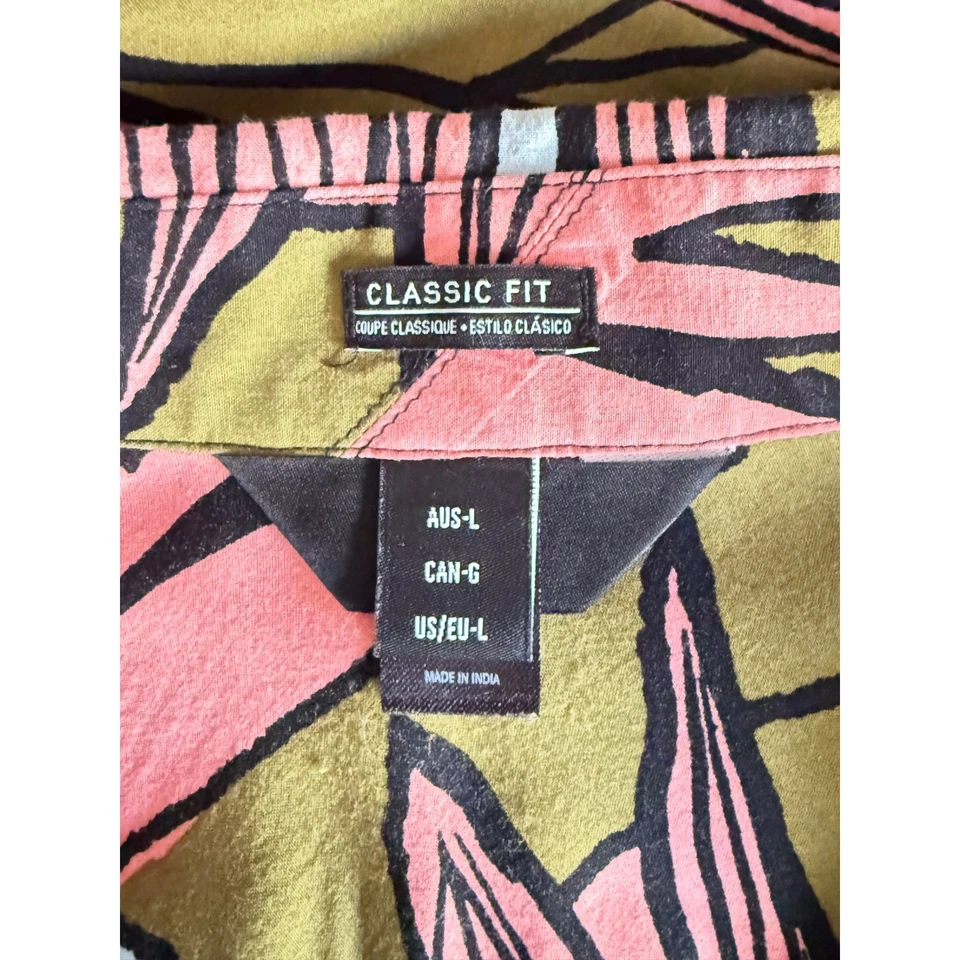 CLASSIC FIT
COUPE CLASSIQUE • ESTILO CLÁSICO
AUS-L
CAN-G
US/EU-L
MADE IN INDIA